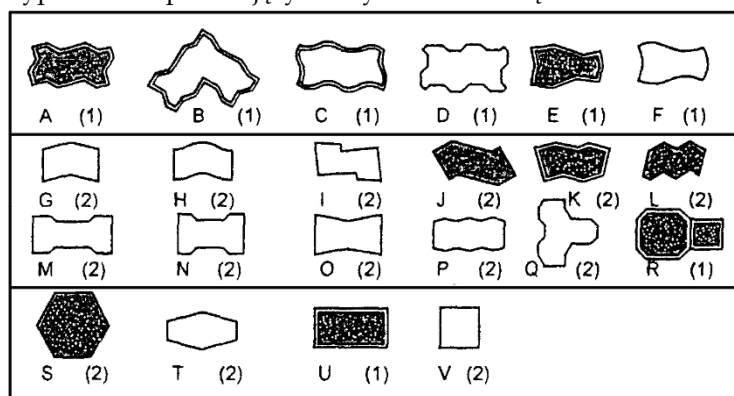 A (1) B (1) C (1) D (1) E (1) F (1)
G (2) H (2) I (2) J (2) K (2) L (2)
M (2) N (2) O (2) P (2) Q (2) R (1)
S (2) T (2) U (1) V (2)